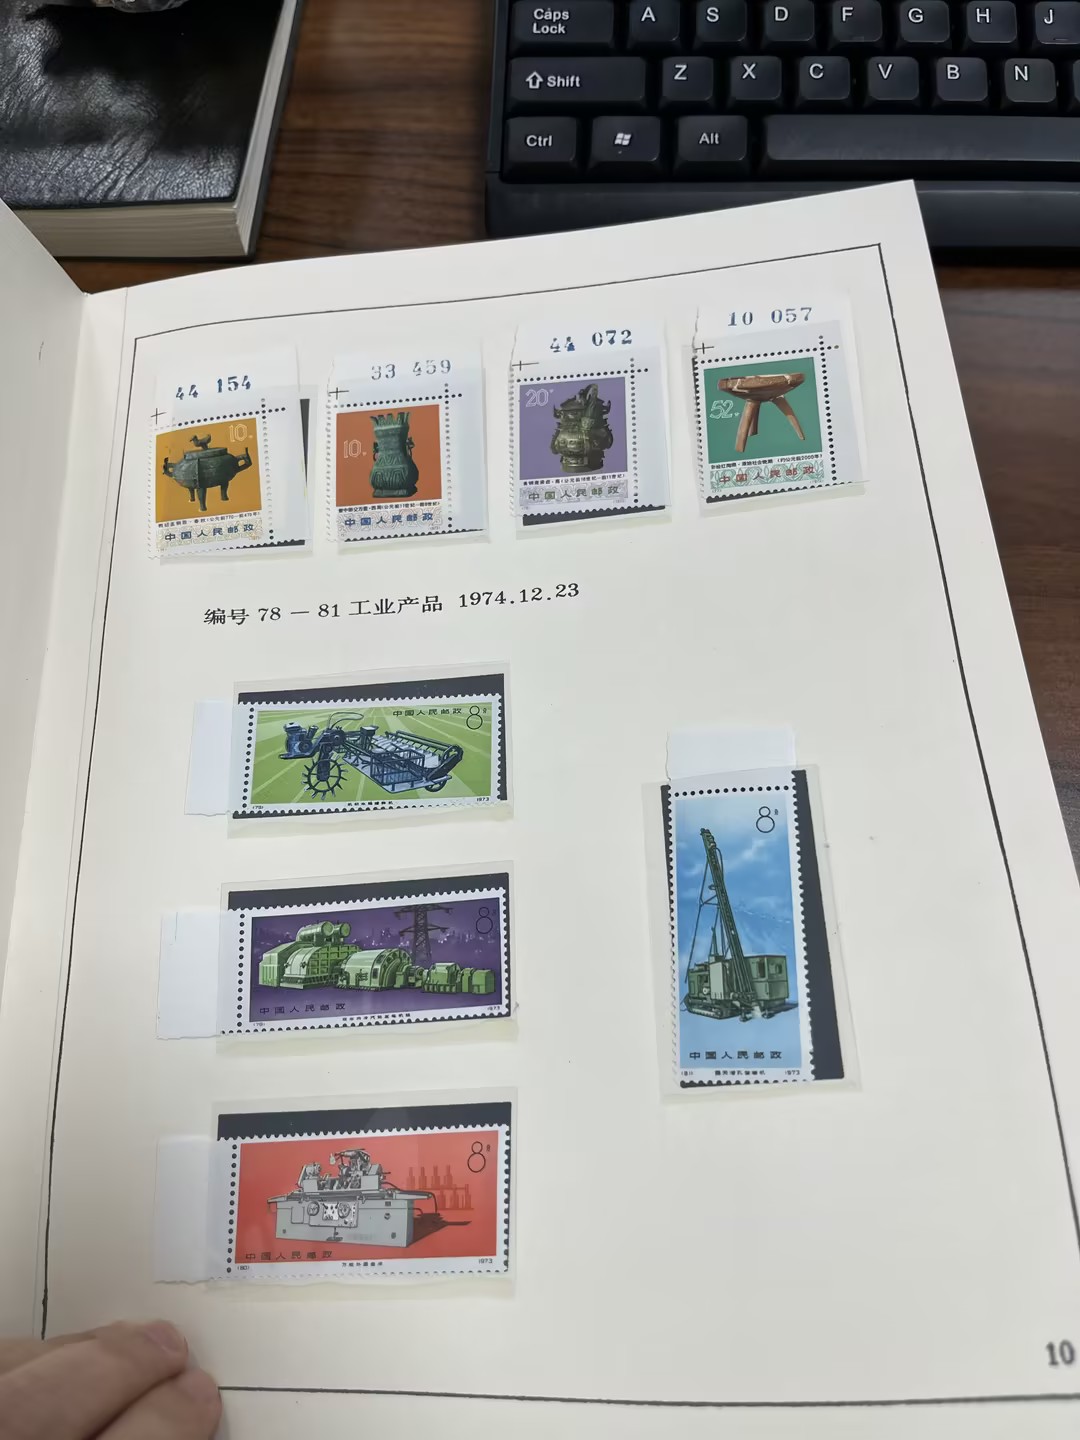 Caps Lock
A
S
D
F
G
H
J
Shift
Z
X
C
V
B
N
Ctrl
Alt
44 154
33 459
44 072
10 057
10
10
20
52
中国人民邮政
中国人民邮政
中国人民邮政
中国人民邮政
编号 78 — 81 工业产品 1974.12.23
中国人民邮政 8分
1973
8
中国人民邮政
1973
8
中国人民邮政
1973
8
中国人民邮政
1973
10